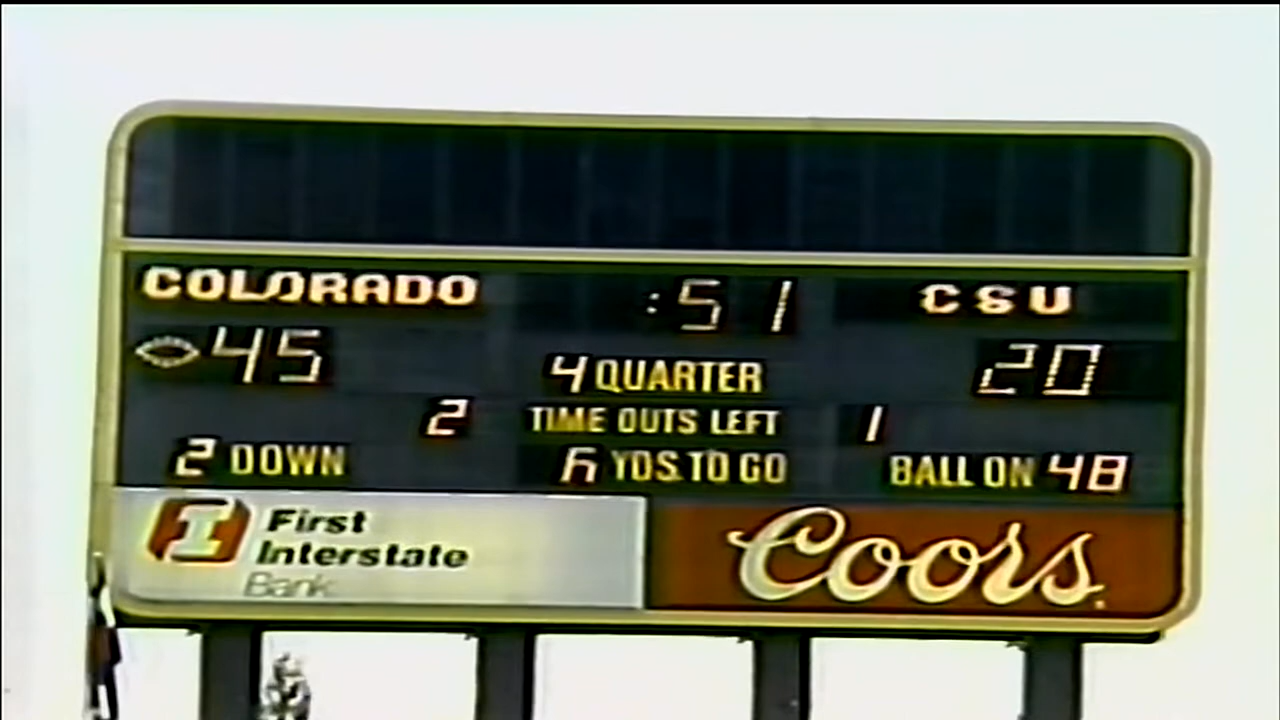 COLORADO :51 CSU
45 4 QUARTER 20
2 TIME OUTS LEFT 1
2 DOWN 6 YDS. TO GO BALL ON 48
First
Interstate
Bank
Coors.